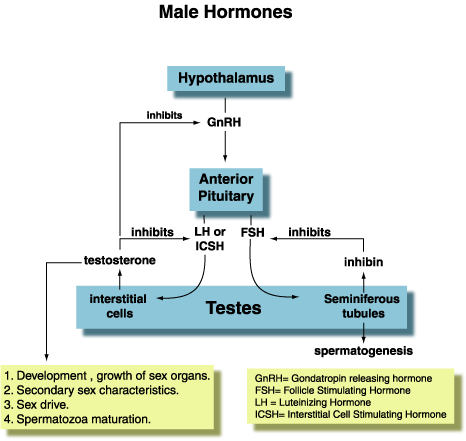 Male Hormones
Hypothalamus
inhibits
GnRH
Anterior
Pituitary
inhibits
LH or
ICSH
FSH
inhibits
testosterone
inhibin
interstitial
cells
Testes
Seminiferous
tubules
spermatogenesis
1. Development , growth of sex organs.
2. Secondary sex characteristics.
3. Sex drive.
4. Spermatozoa maturation.
GnRH= Gondatropin releasing hormone
FSH= Follicle Stimulating Hormone
LH = Luteinizing Hormone
ICSH= Interstitial Cell Stimulating Hormone